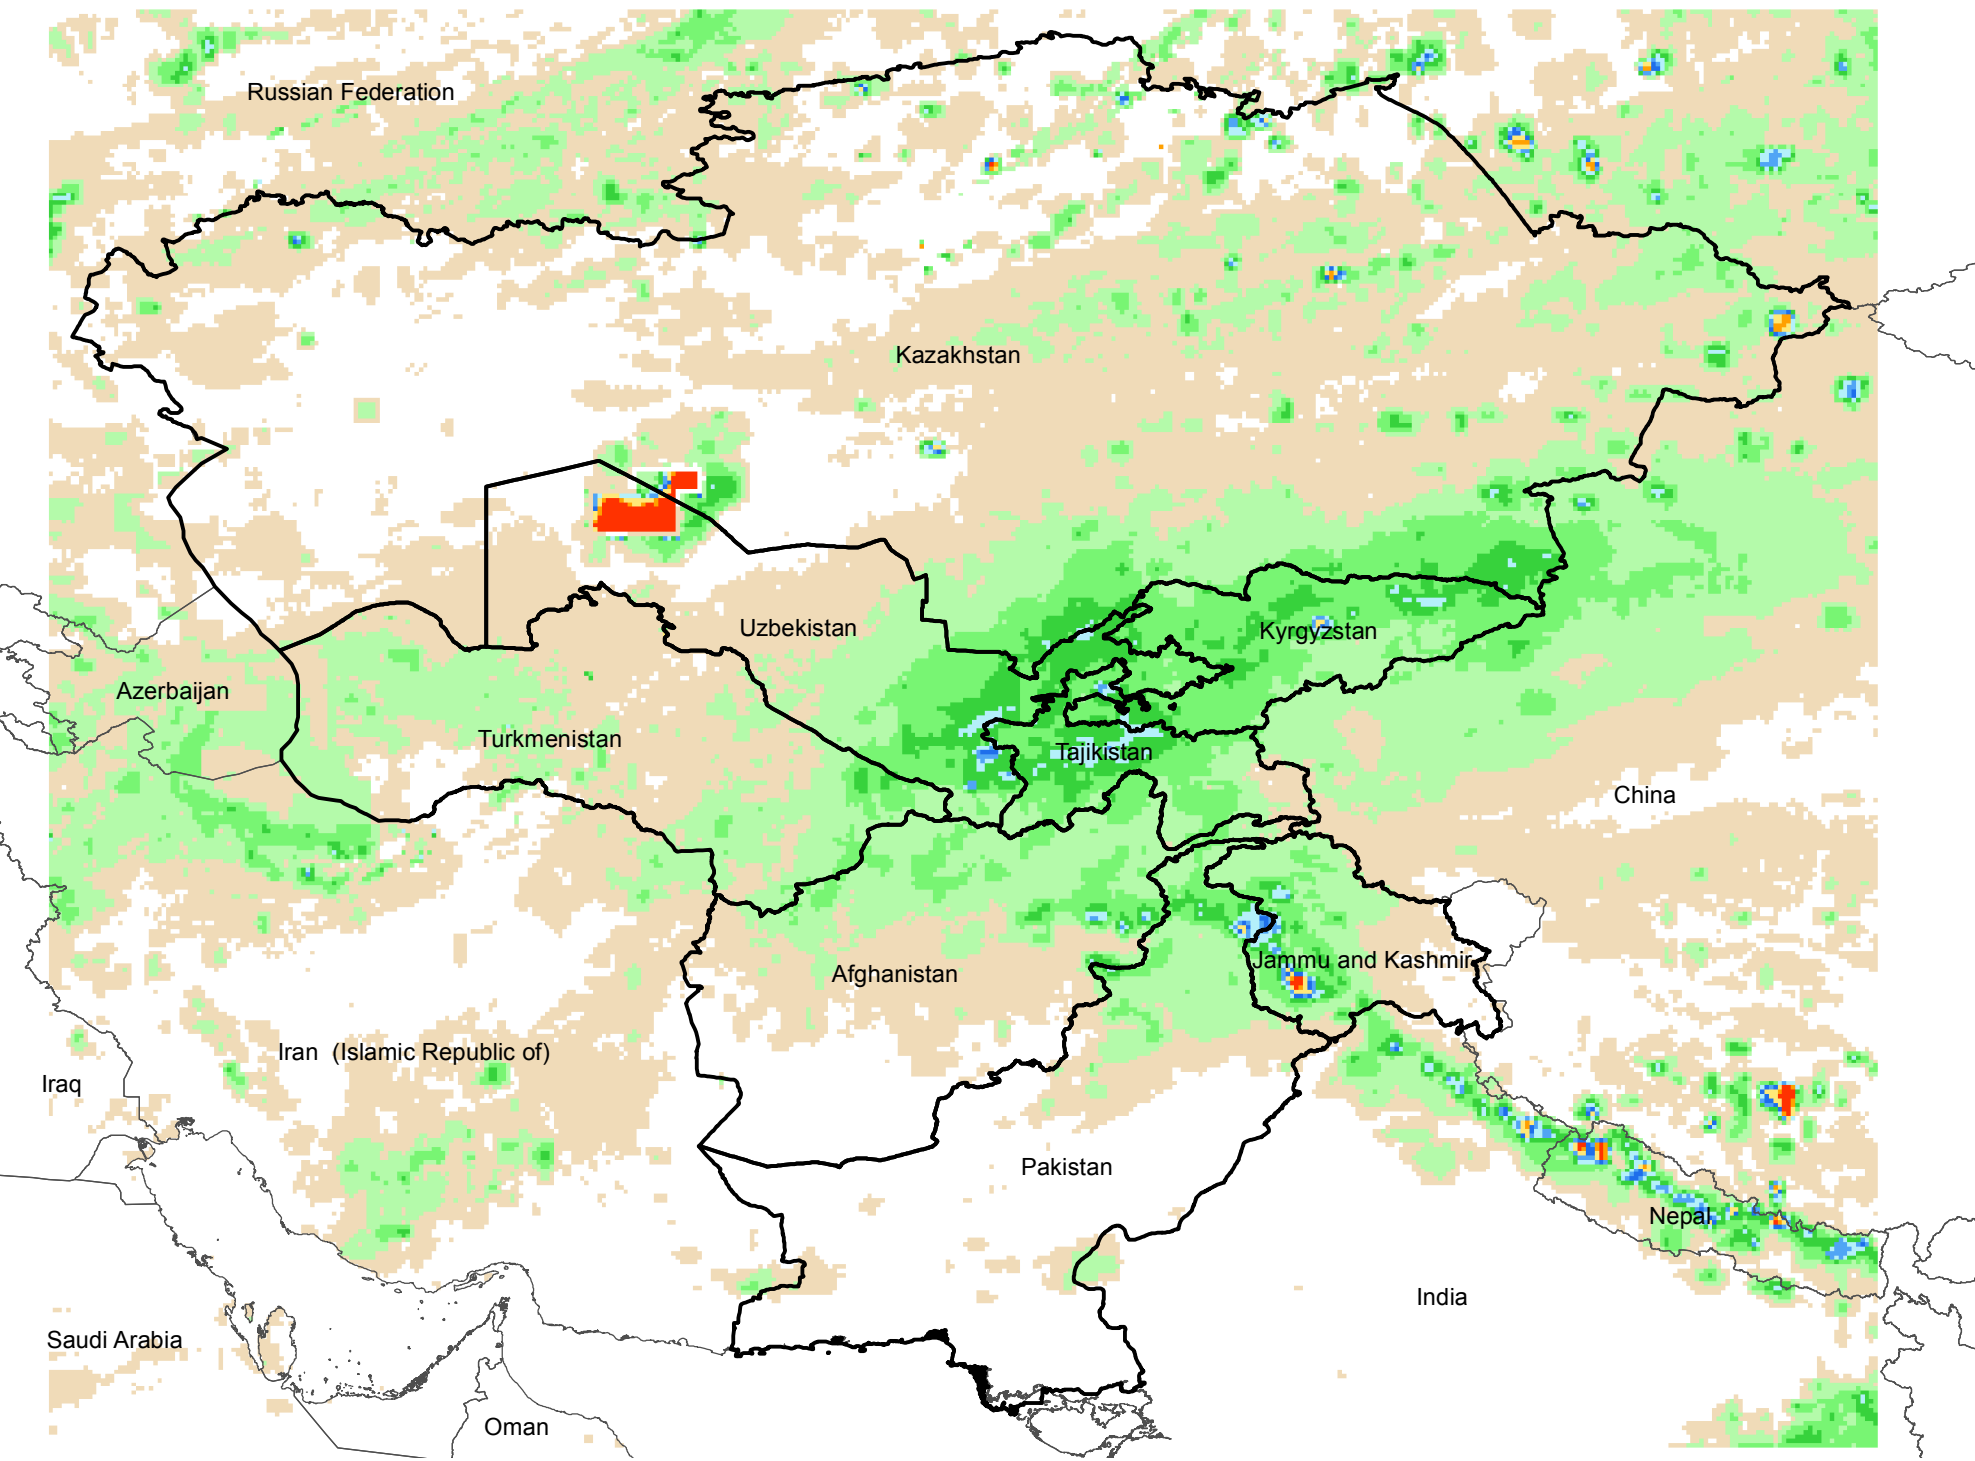 Russian Federation
Kazakhstan
Uzbekistan
Kyrgyzstan
Azerbaijan
Turkmenistan
Tajikistan
China
Afghanistan
Jammu and Kashmir
Iran  (Islamic Republic of)
Iraq
Pakistan
Nepal
India
Saudi Arabia
Oman